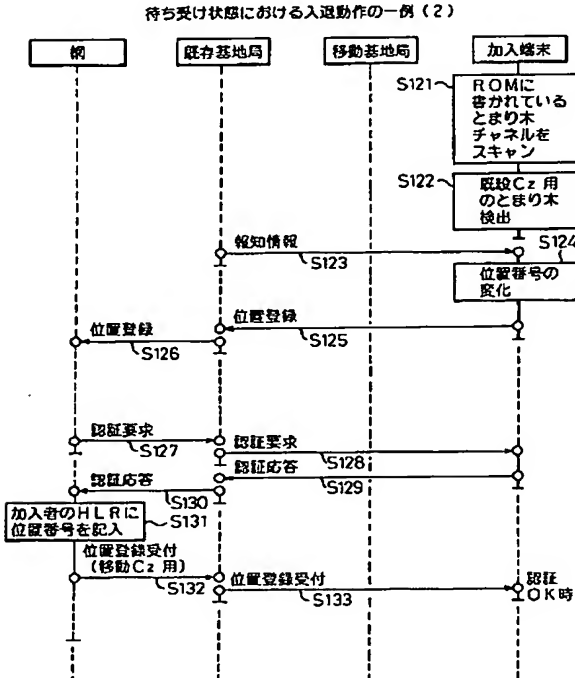 待ち受け状態における入退動作の一例（2）
網
既存基地局
移動基地局
加入端末
S121
ROMに
書かれている
とまり木
チャネルを
スキャン
S122
既設Cz用
のとまり木
検出
報知情報
S123
S124
位置番号の
変化
位置登録
S125
位置登録
S126
認証要求
S127
認証要求
S128
認証応答
S129
認証応答
S130
加入者のHLRに
位置番号を記入
S131
位置登録受付
（移動Cz用）
S132
位置登録受付
S133
認証
OK時